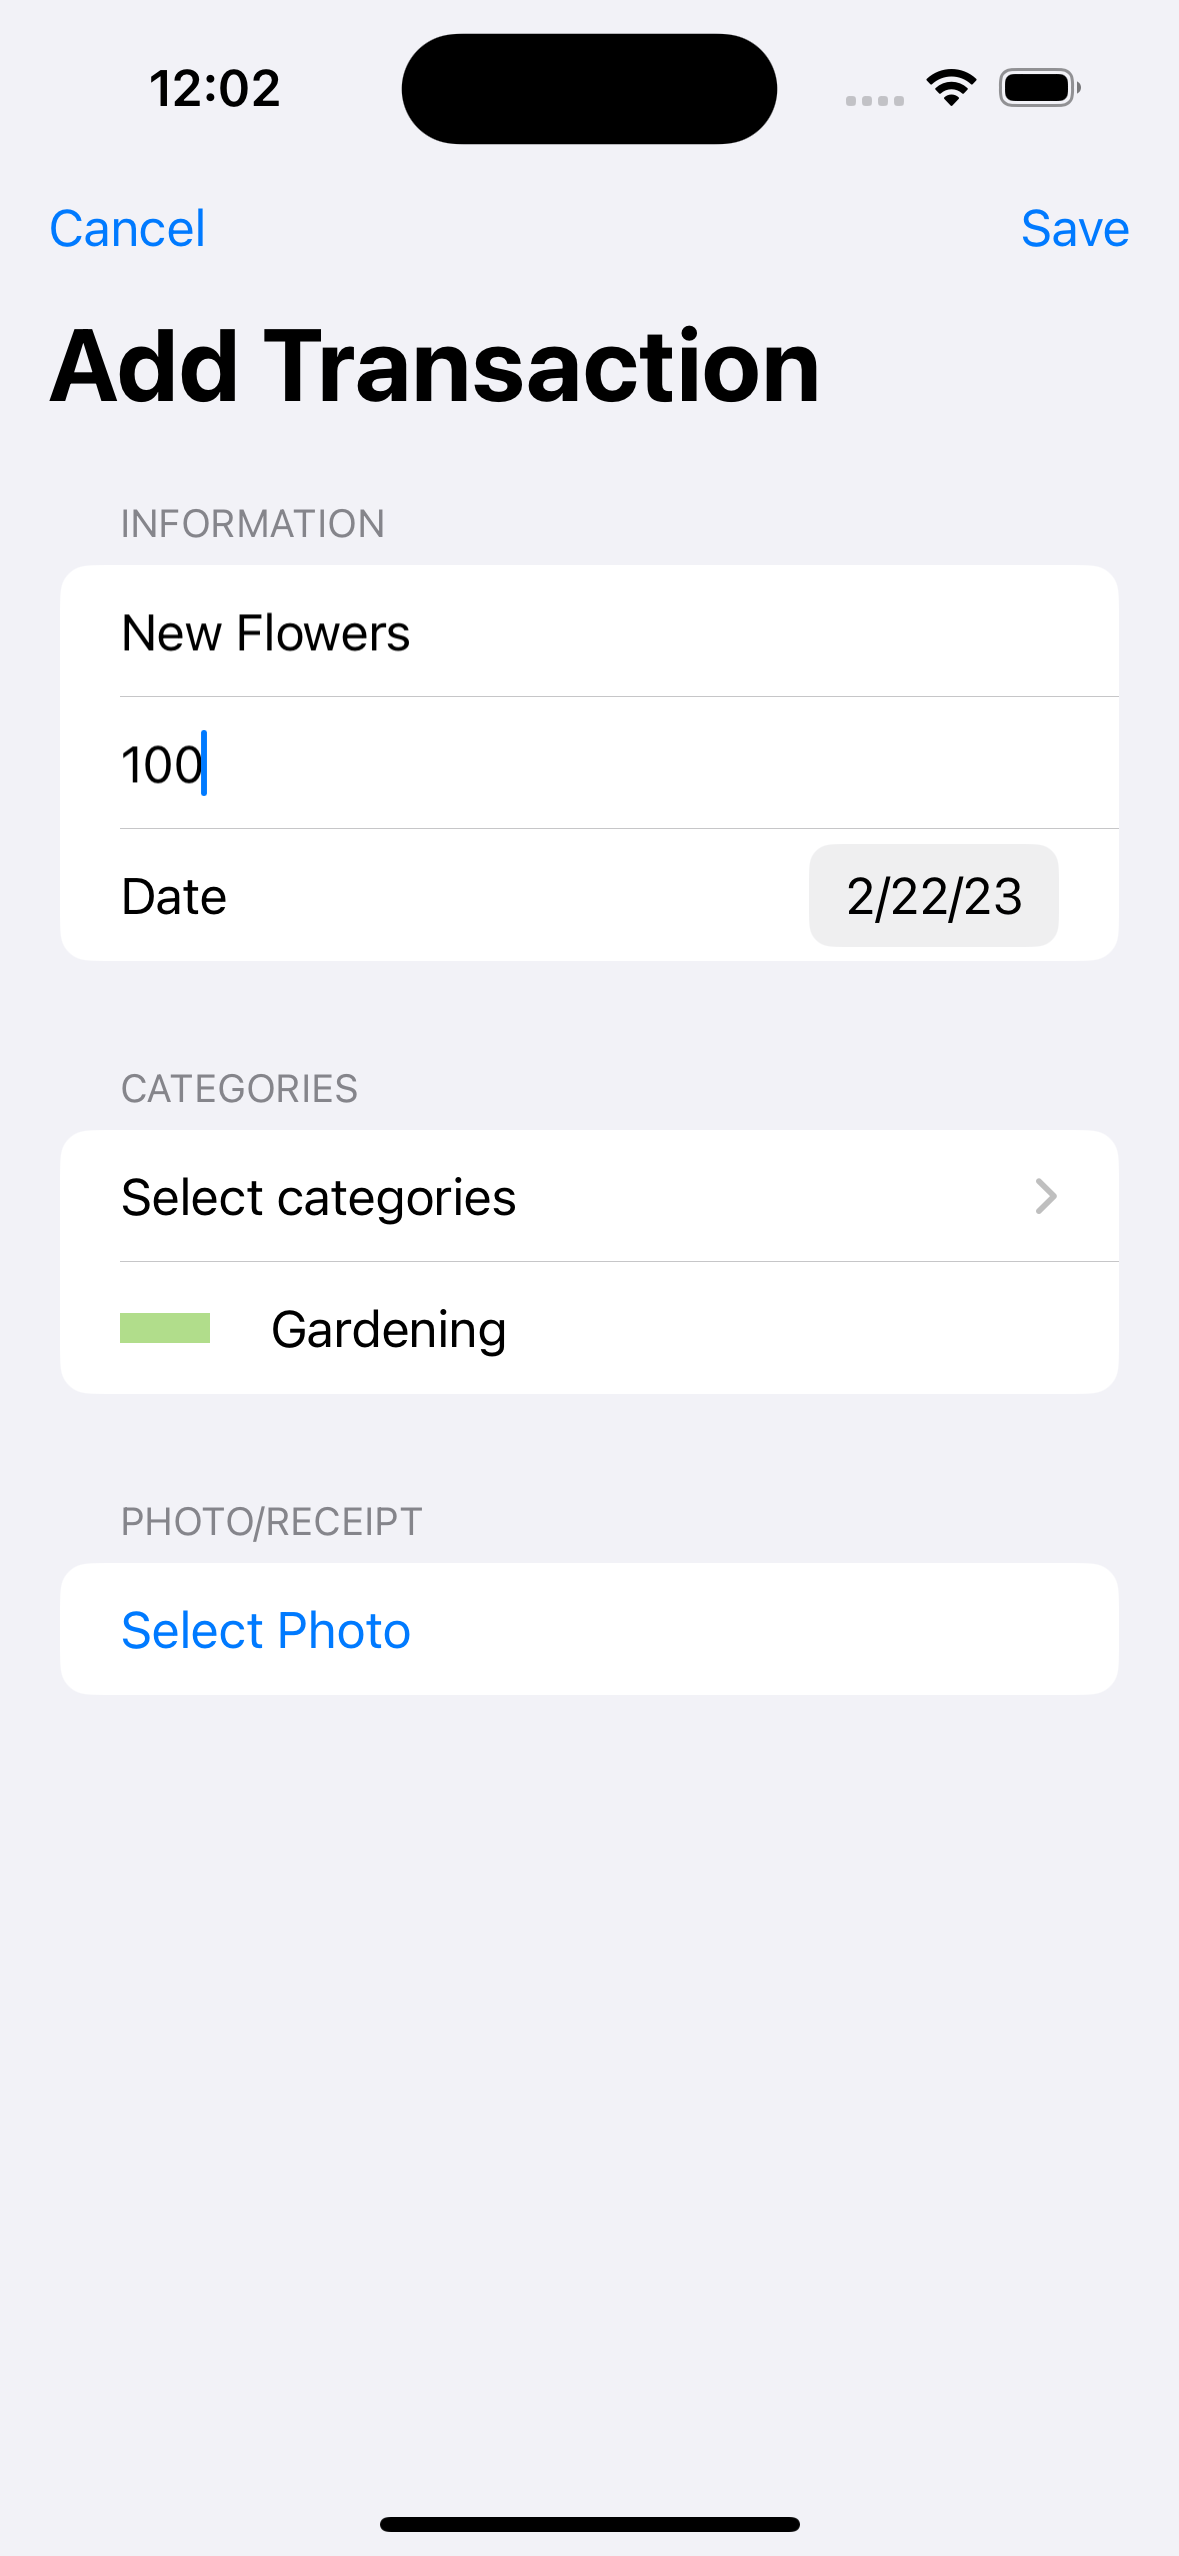 12:02
Cancel Save
Add Transaction
INFORMATION
New Flowers
100
Date 2/22/23
CATEGORIES
Select categories
Gardening
PHOTO/RECEIPT
Select Photo